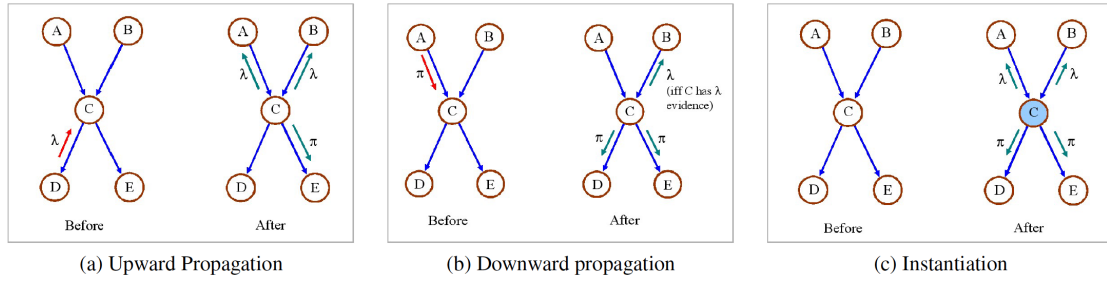 A B A B
λ λ
C C
λ π
D E D E
Before After
(a) Upward Propagation
A B A B
π λ
(iff C has λ
evidence)
C C
π π
D E D E
Before After
(b) Downward propagation
A B A B
λ λ
C C
π π
D E D E
Before After
(c) Instantiation